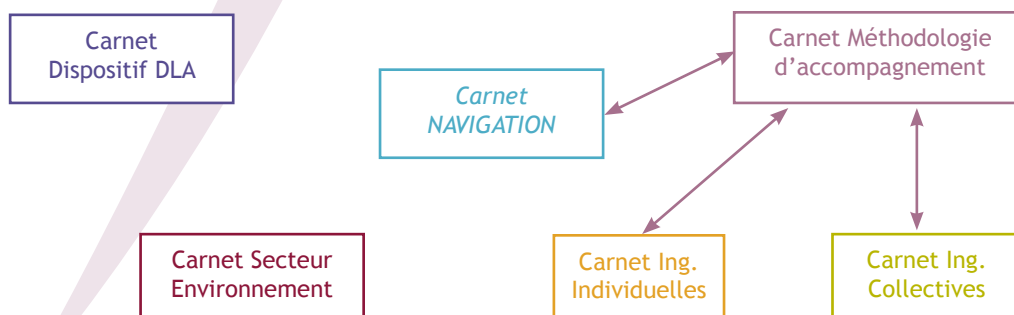 Carnet
Dispositif DLA
Carnet Méthodologie
d’accompagnement
Carnet
NAVIGATION
Carnet Secteur
Environnement
Carnet Ing.
Individuelles
Carnet Ing.
Collectives